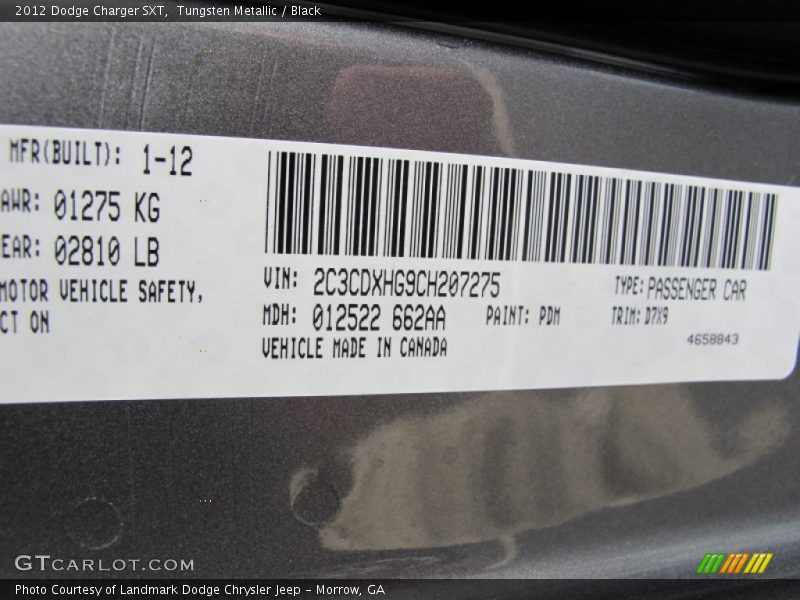 2012 Dodge Charger SXT, Tungsten Metallic / Black
MFR(BUILT): 1-12
AWR: 01275 KG
EAR: 02810 LB
MOTOR VEHICLE SAFETY,
CT ON
VIN: 2C3CDXHG9CH207275
TYPE: PASSENGER CAR
MDH: 012522 662AA
PAINT: PDM
TRIM: D7X9
VEHICLE MADE IN CANADA
4658843
GTCARLOT.COM
Photo Courtesy of Landmark Dodge Chrysler Jeep - Morrow, GA